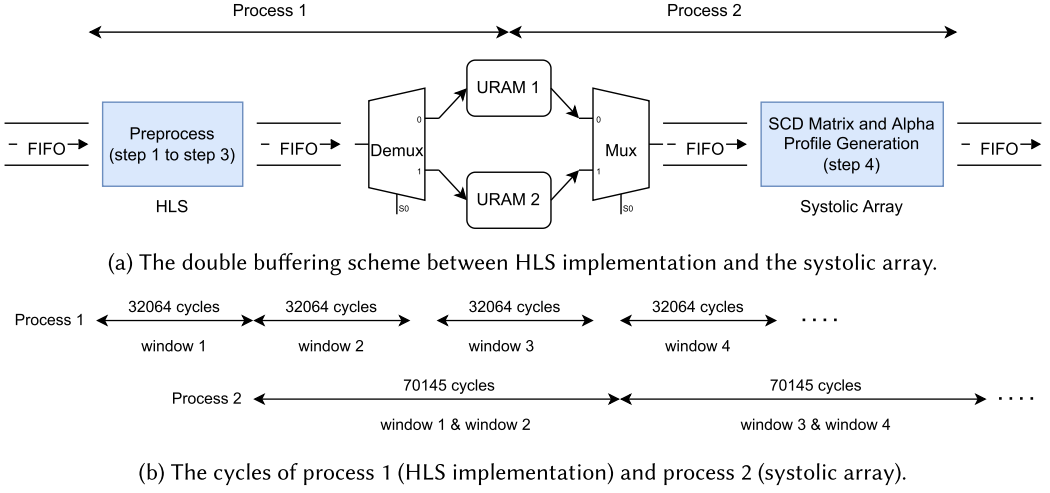 Process 1
Process 2
FIFO
Preprocess
(step 1 to step 3)
HLS
FIFO
Demux
0
1
S0
URAM 1
URAM 2
0
1
Mux
S0
FIFO
SCD Matrix and Alpha
Profile Generation
(step 4)
Systolic Array
FIFO
(a) The double buffering scheme between HLS implementation and the systolic array.
32064 cycles
32064 cycles
32064 cycles
32064 cycles
Process 1
. . . .
window 1
window 2
window 3
window 4
70145 cycles
70145 cycles
Process 2
. . . .
window 1 & window 2
window 3 & window 4
(b) The cycles of process 1 (HLS implementation) and process 2 (systolic array).